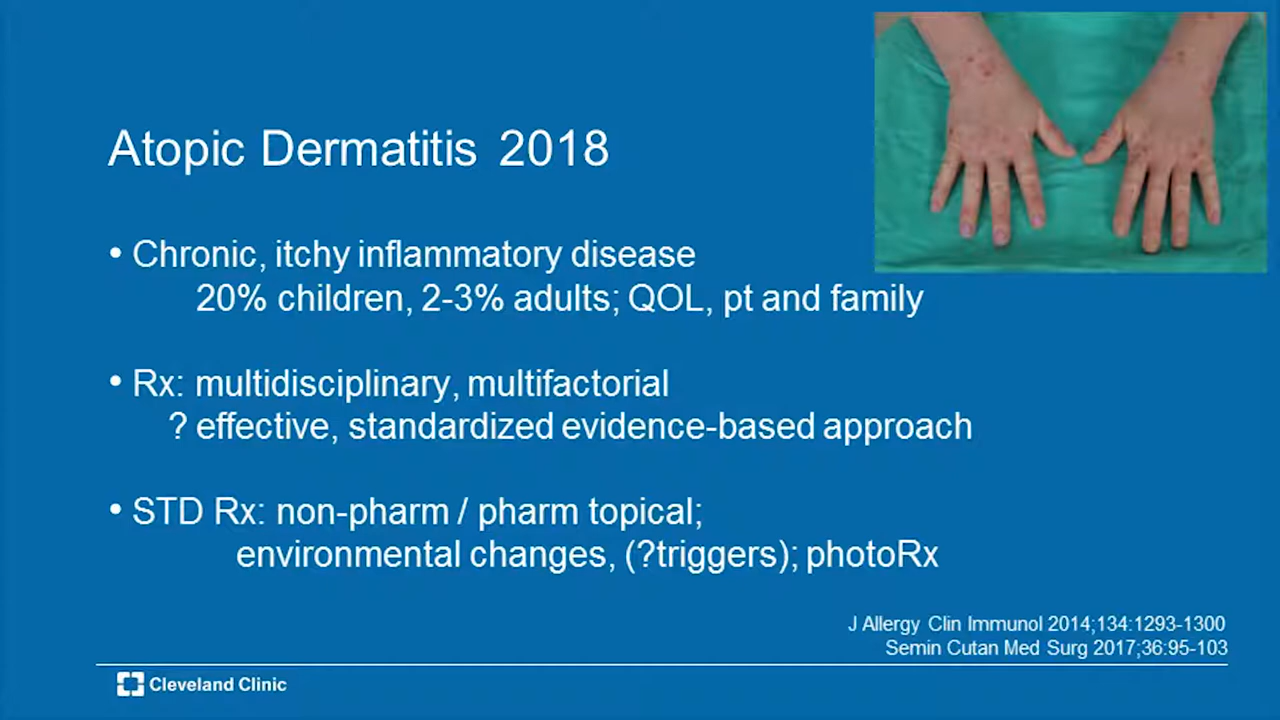 Atopic Dermatitis 2018
• Chronic, itchy inflammatory disease
20% children, 2-3% adults; QOL, pt and family
• Rx: multidisciplinary, multifactorial
? effective, standardized evidence-based approach
• STD Rx: non-pharm / pharm topical;
environmental changes, (?triggers); photoRx
J Allergy Clin Immunol 2014;134:1293-1300
Semin Cutan Med Surg 2017;36:95-103
Cleveland Clinic